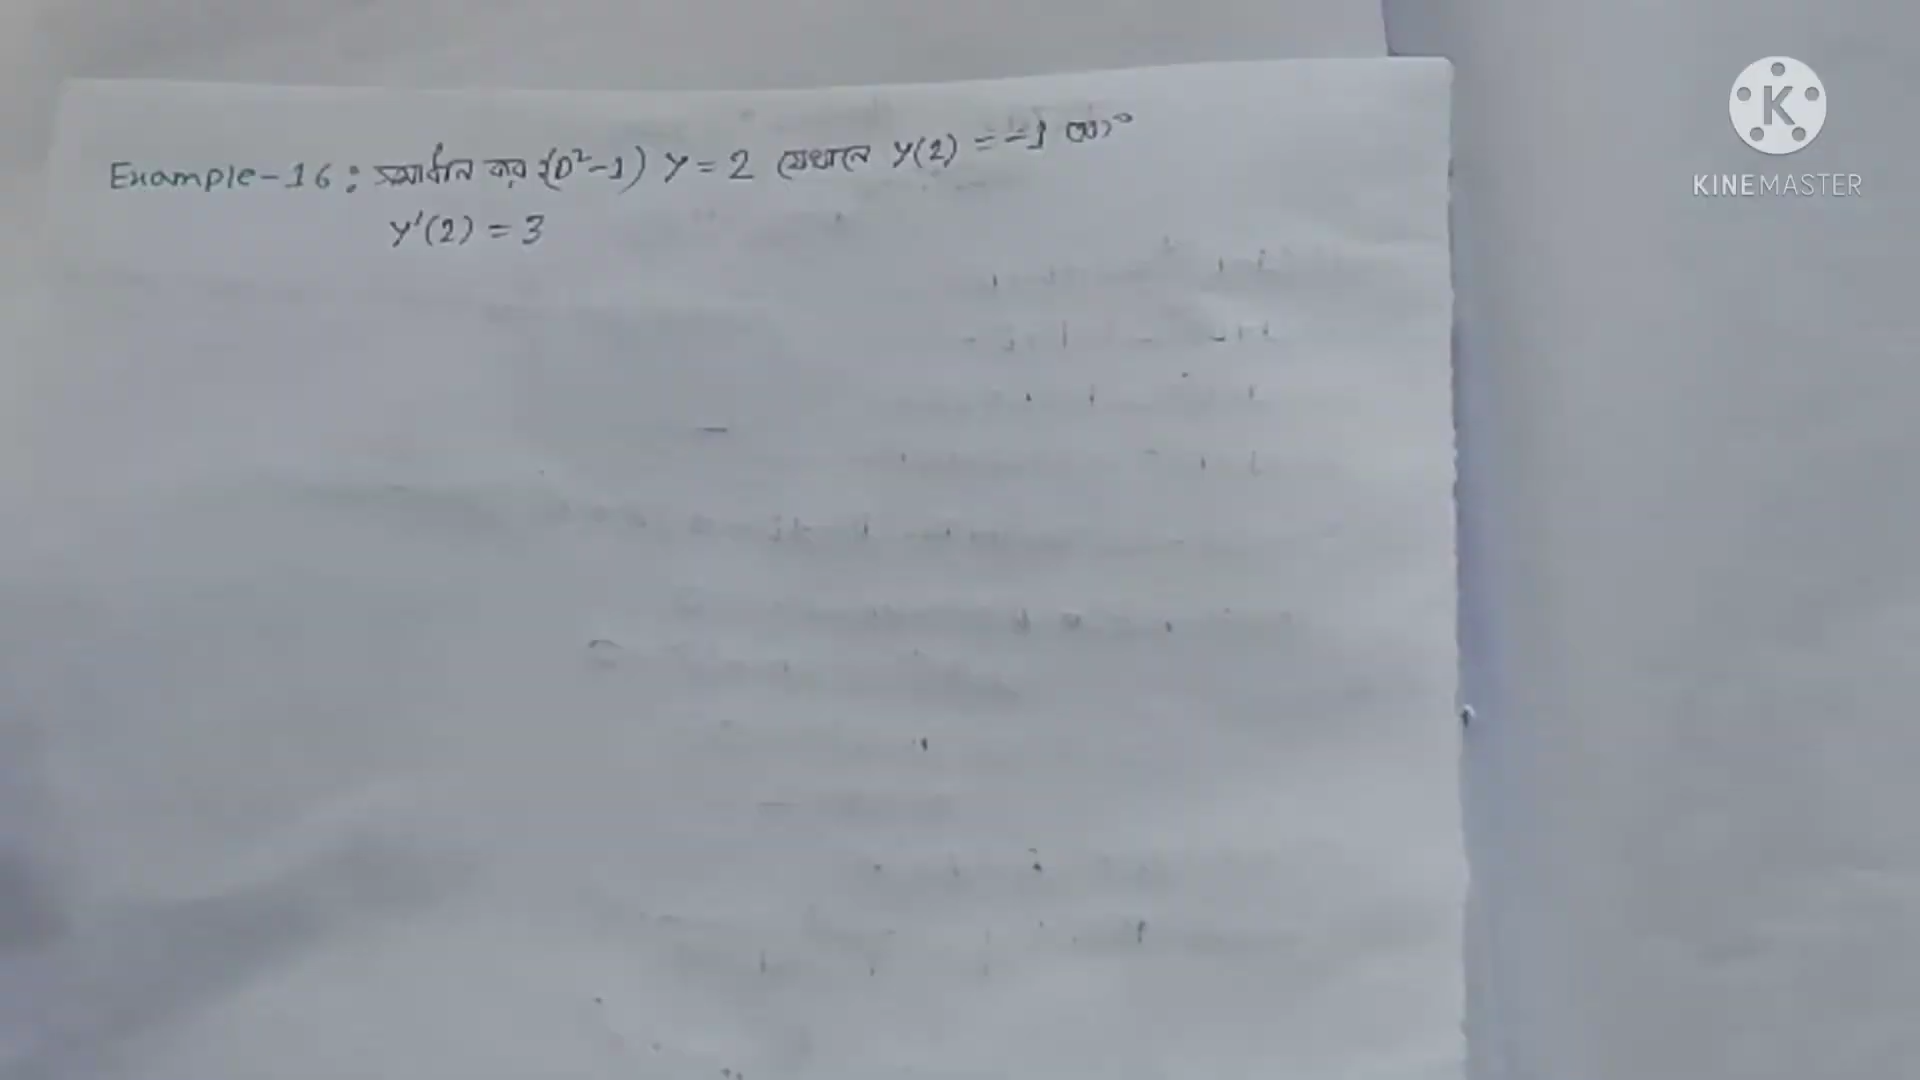 Example-16: সমাধান কর: (D²-1) y = 2 যেখানে y(2) = -1 এবং
y'(2) = 3
KINEMASTER